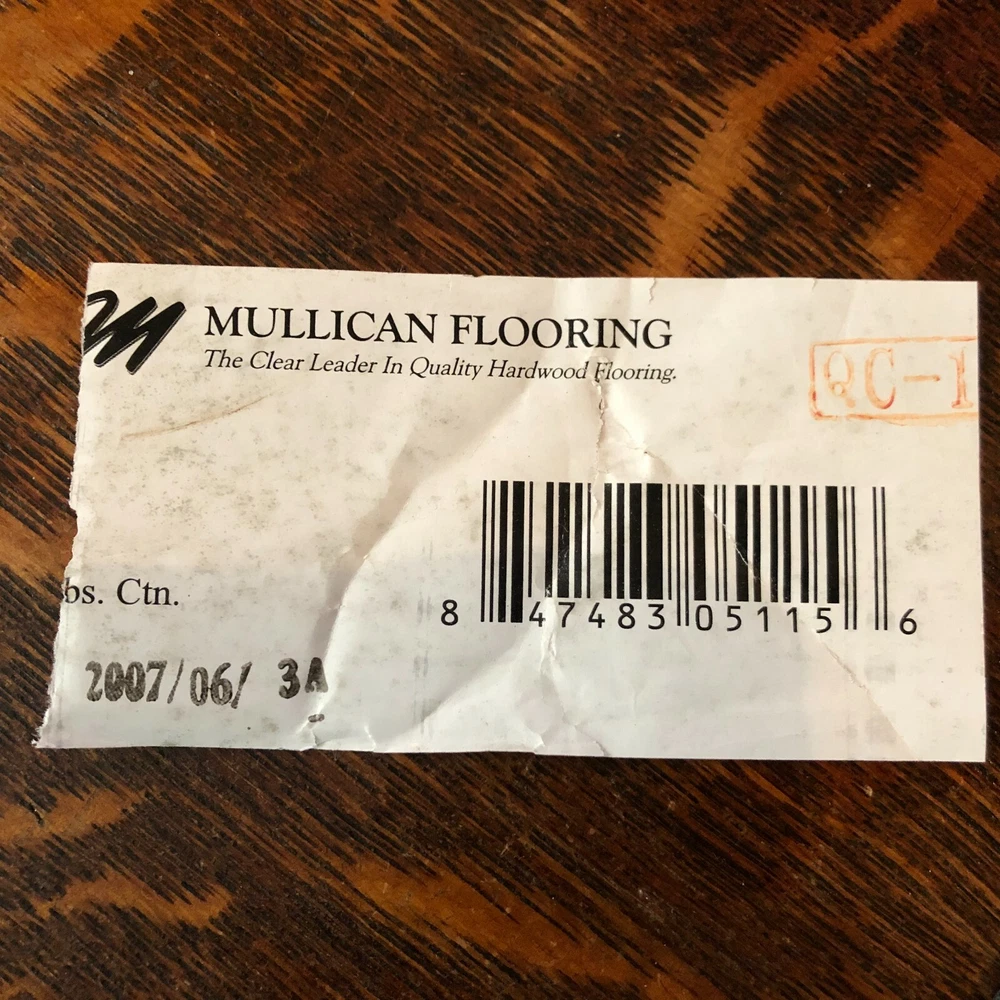 MULLICAN FLOORING
The Clear Leader In Quality Hardwood Flooring.
QC-1
bs. Ctn.
8 47483 05115 6
2007/06/ 3A